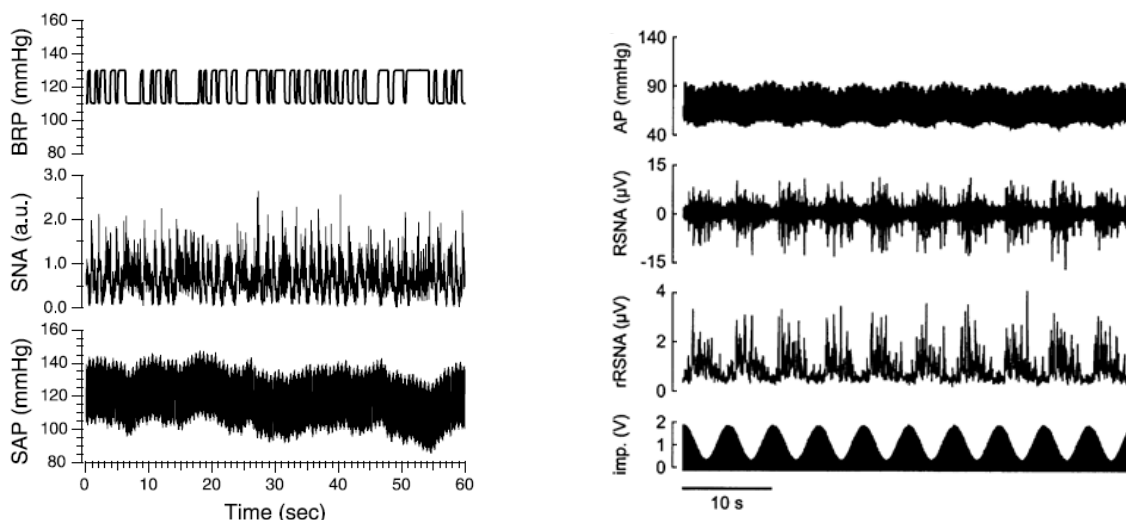 160
140
120
100
80
BRP (mmHg)
3.0
2.0
1.0
0.0
SNA (a.u.)
160
140
120
100
80
SAP (mmHg)
0 10 20 30 40 50 60
Time (sec)
140
90
40
AP (mmHg)
15
0
-15
RSNA (µV)
4
2
0
rRSNA (µV)
2
1
0
imp. (V)
10 s